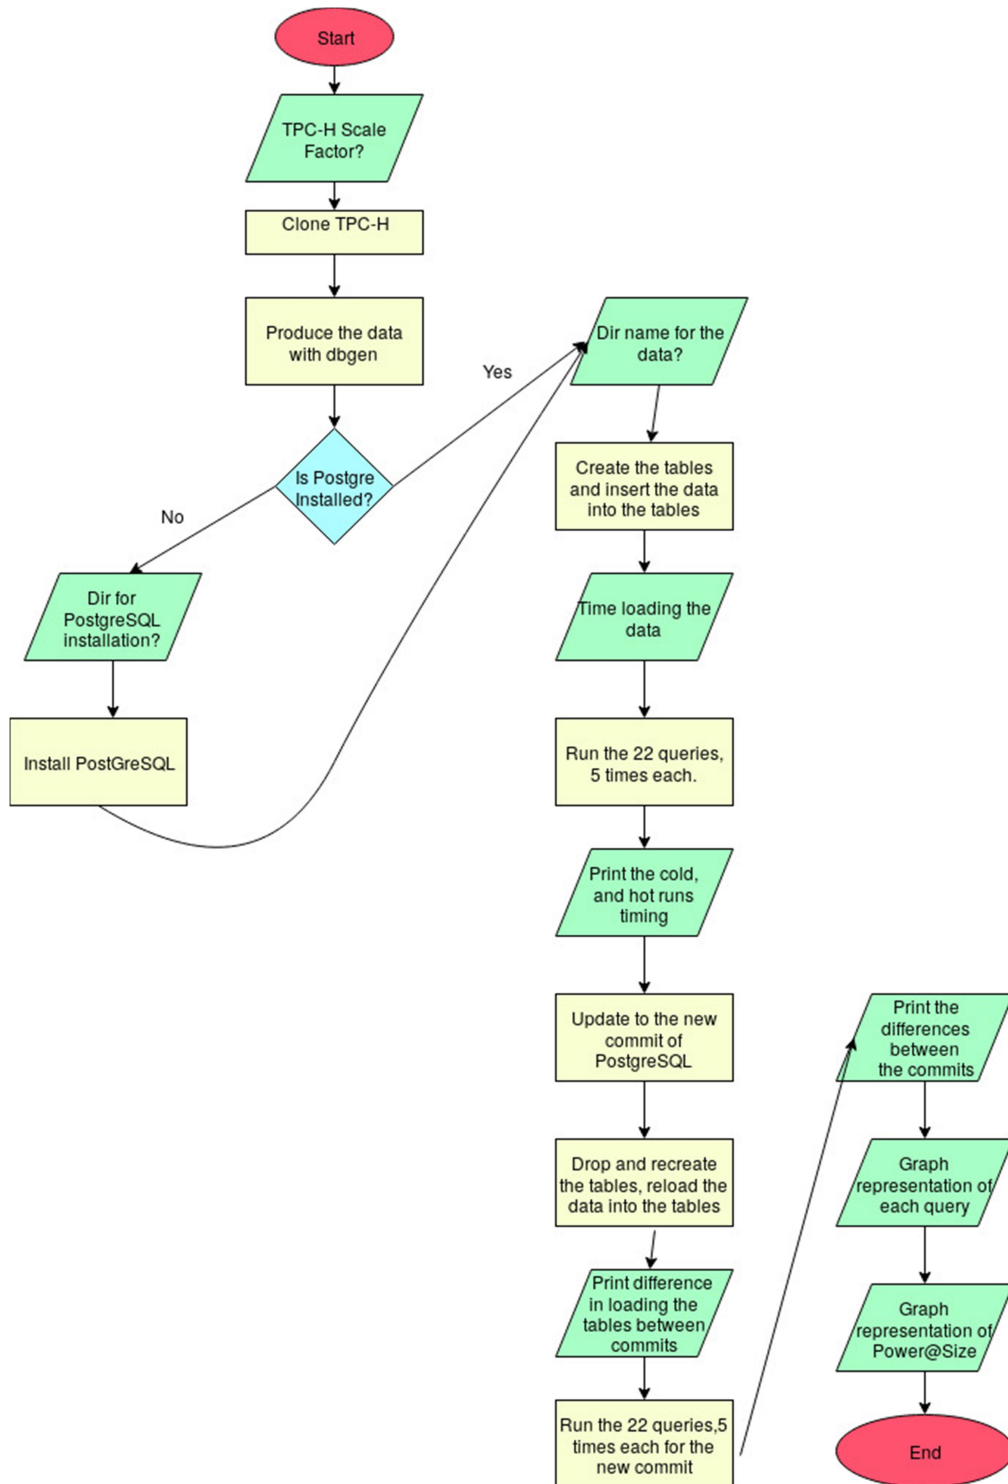 Start
TPC-H Scale
Factor?
Clone TPC-H
Produce the data
with dbgen
Is Postgre
Installed?
Yes
No
Dir for
PostgreSQL
installation?
Install PostGreSQL
Dir name for the
data?
Create the tables
and insert the data
into the tables
Time loading the
data
Run the 22 queries,
5 times each.
Print the cold,
and hot runs
timing
Update to the new
commit of
PostgreSQL
Drop and recreate
the tables, reload the
data into the tables
Print difference
in loading the
tables between
commits
Run the 22 queries,5
times each for the
new commit
Print the
differences
between
the commits
Graph
representation of
each query
Graph
representation of
Power@Size
End